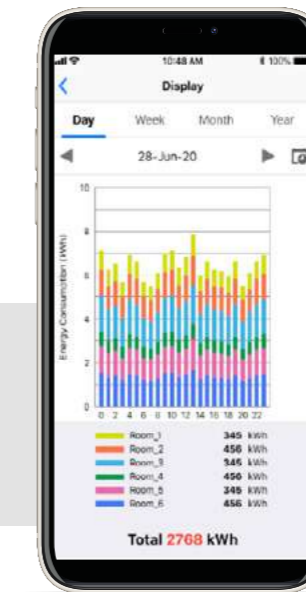 10:48 AM 100%
Display
Day Week Month Year
28-Jun-20
Energy Consumption (kWh)
10
8
6
4
2
0
0 2 4 6 8 10 12 14 16 18 20 22
Room_1 345 kWh
Room_2 456 kWh
Room_3 345 kWh
Room_4 456 kWh
Room_5 345 kWh
Room_6 456 kWh
Total 2768 kWh